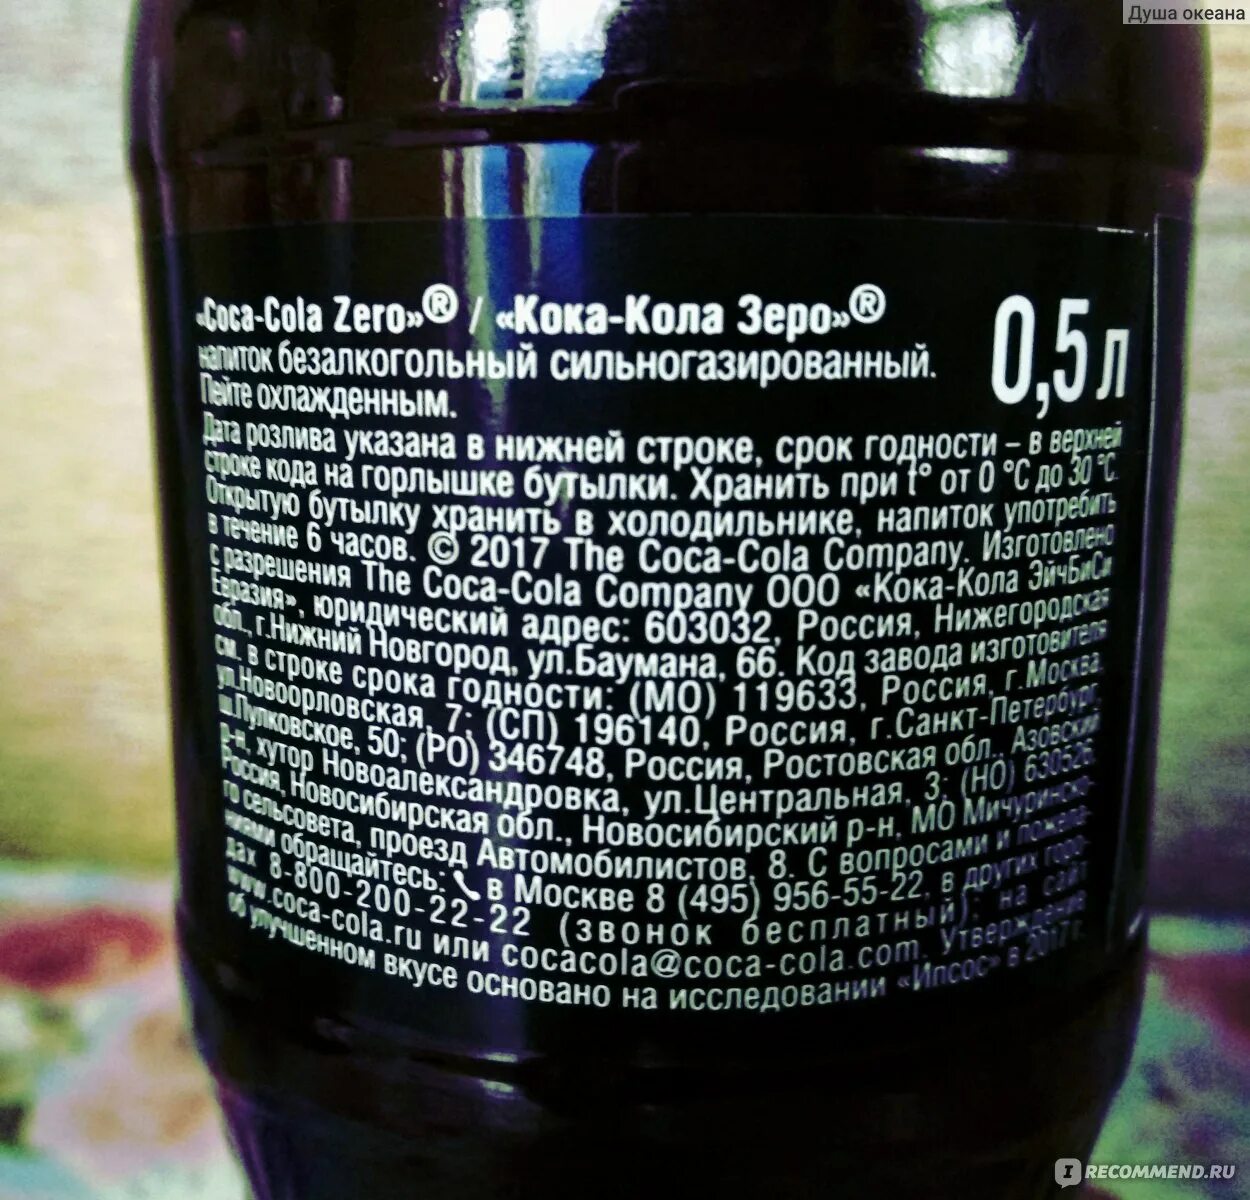 Душа океана
«Coca-Cola Zero»® / «Кока-Кола Зеро»®
напиток безалкогольный сильногазированный.
0,5 л
Пейте охлажденным.
Дата розлива указана в нижней строке, срок годности – в верхней
строке кода на горлышке бутылки. Хранить при t° от 0 °C до 30 °C.
Открытую бутылку хранить в холодильнике, напиток употребить
в течение 6 часов. © 2017 The Coca-Cola Company. Изготовлено
с разрешения The Coca-Cola Company ООО «Кока-Кола ЭйчБиСи
Евразия», юридический адрес: 603032, Россия, Нижегородская
обл., г.Нижний Новгород, ул.Баумана, 66. Код завода изготовителя
см. в строке срока годности: (МО) 119633, Россия, г.Москва,
ул.Новоорловская, 7; (СП) 196140, Россия, г.Санкт-Петербург,
ш.Пулковское, 50; (РО) 346748, Россия, Ростовская обл., Азовский
р-н, хутор Новоалександровка, ул.Центральная, 3; (НО) 630526,
Россия, Новосибирская обл., Новосибирский р-н, МО Мичуринско-
го сельсовета, проезд Автомобилистов, 8. С вопросами и пожела-
ниями обращайтесь: в Москве 8 (495) 956-55-22, в других горо-
дах 8-800-200-22-22 (звонок бесплатный); на сайт
www.coca-cola.ru или cocacola@coca-cola.com. Утверждение
об улучшенном вкусе основано на исследовании «Ипсос» в 2017 г.
IRECOMMEND.RU